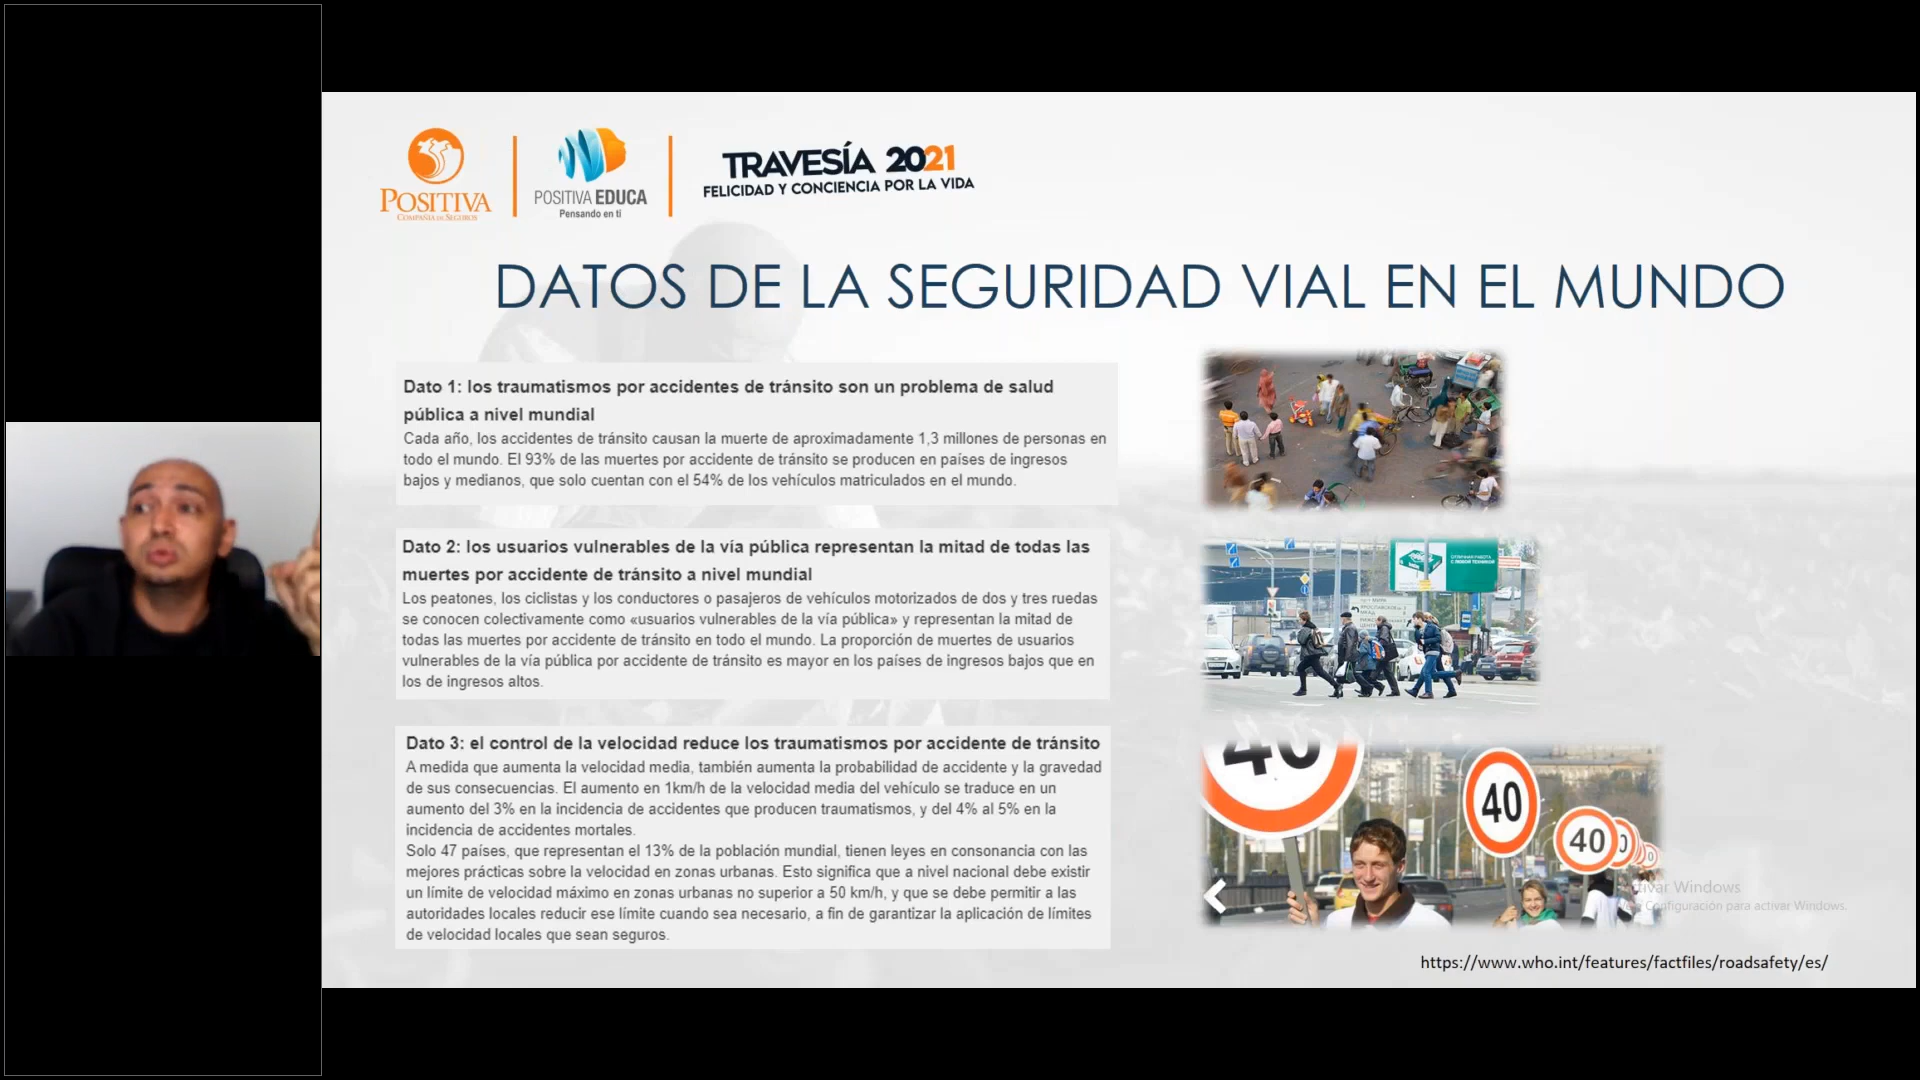 POSITIVA
COMPAÑÍA DE SEGUROS
POSITIVA EDUCA
Pensando en ti
TRAVESÍA 2021
FELICIDAD Y CONCIENCIA POR LA VIDA
DATOS DE LA SEGURIDAD VIAL EN EL MUNDO
Dato 1: los traumatismos por accidentes de tránsito son un problema de salud
pública a nivel mundial
Cada año, los accidentes de tránsito causan la muerte de aproximadamente 1,3 millones de personas en
todo el mundo. El 93% de las muertes por accidente de tránsito se producen en países de ingresos
bajos y medianos, que solo cuentan con el 54% de los vehículos matriculados en el mundo.
Dato 2: los usuarios vulnerables de la vía pública representan la mitad de todas las
muertes por accidente de tránsito a nivel mundial
Los peatones, los ciclistas y los conductores o pasajeros de vehículos motorizados de dos y tres ruedas
se conocen colectivamente como «usuarios vulnerables de la vía pública» y representan la mitad de
todas las muertes por accidente de tránsito en todo el mundo. La proporción de muertes de usuarios
vulnerables de la vía pública por accidente de tránsito es mayor en los países de ingresos bajos que en
los de ingresos altos.
Dato 3: el control de la velocidad reduce los traumatismos por accidente de tránsito
A medida que aumenta la velocidad media, también aumenta la probabilidad de accidente y la gravedad
de sus consecuencias. El aumento en 1km/h de la velocidad media del vehículo se traduce en un
aumento del 3% en la incidencia de accidentes que producen traumatismos, y del 4% al 5% en la
incidencia de accidentes mortales.
Solo 47 países, que representan el 13% de la población mundial, tienen leyes en consonancia con las
mejores prácticas sobre la velocidad en zonas urbanas. Esto significa que a nivel nacional debe existir
un límite de velocidad máximo en zonas urbanas no superior a 50 km/h, y que se debe permitir a las
autoridades locales reducir ese límite cuando sea necesario, a fin de garantizar la aplicación de límites
de velocidad locales que sean seguros.
40
40
40
Activar Windows
Configuración para activar Windows.
https://www.who.int/features/factfiles/roadsafety/es/